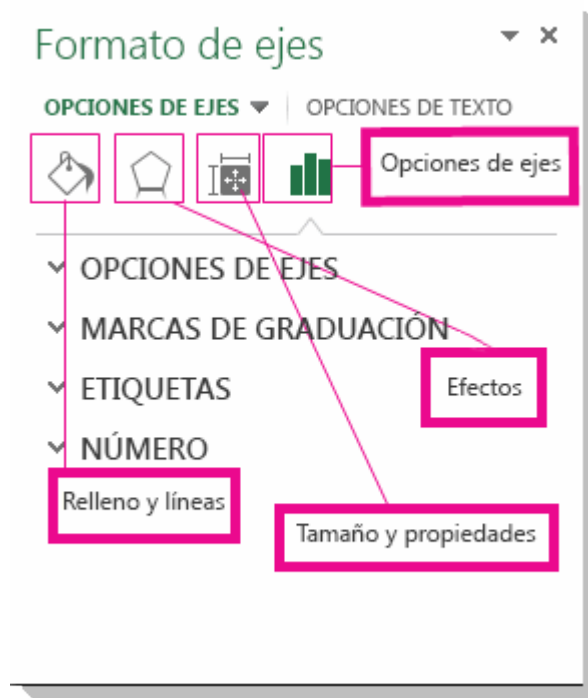 Formato de ejes
OPCIONES DE EJES
OPCIONES DE TEXTO
Opciones de ejes
OPCIONES DE EJES
MARCAS DE GRADUACIÓN
ETIQUETAS
Efectos
NÚMERO
Relleno y líneas
Tamaño y propiedades